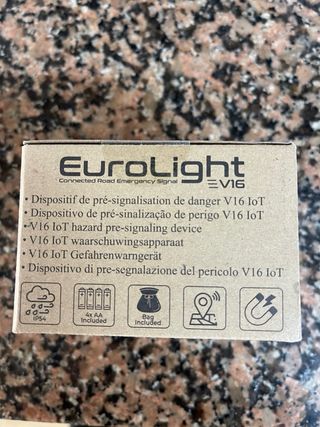 EuroLight
Connected Road Emergency Signal V16
• Dispositif de pré-signalisation de danger V16 IoT
• Dispositivo de pré-sinalização de perigo V16 IoT
• V16 IoT hazard pre-signaling device
• V16 IoT waarschuwingsapparaat
• V16 IoT Gefahrenwarngerät
• Dispositivo di pre-segnalazione del pericolo V16 IoT
IP54
4x AA
Included
Bag
Included